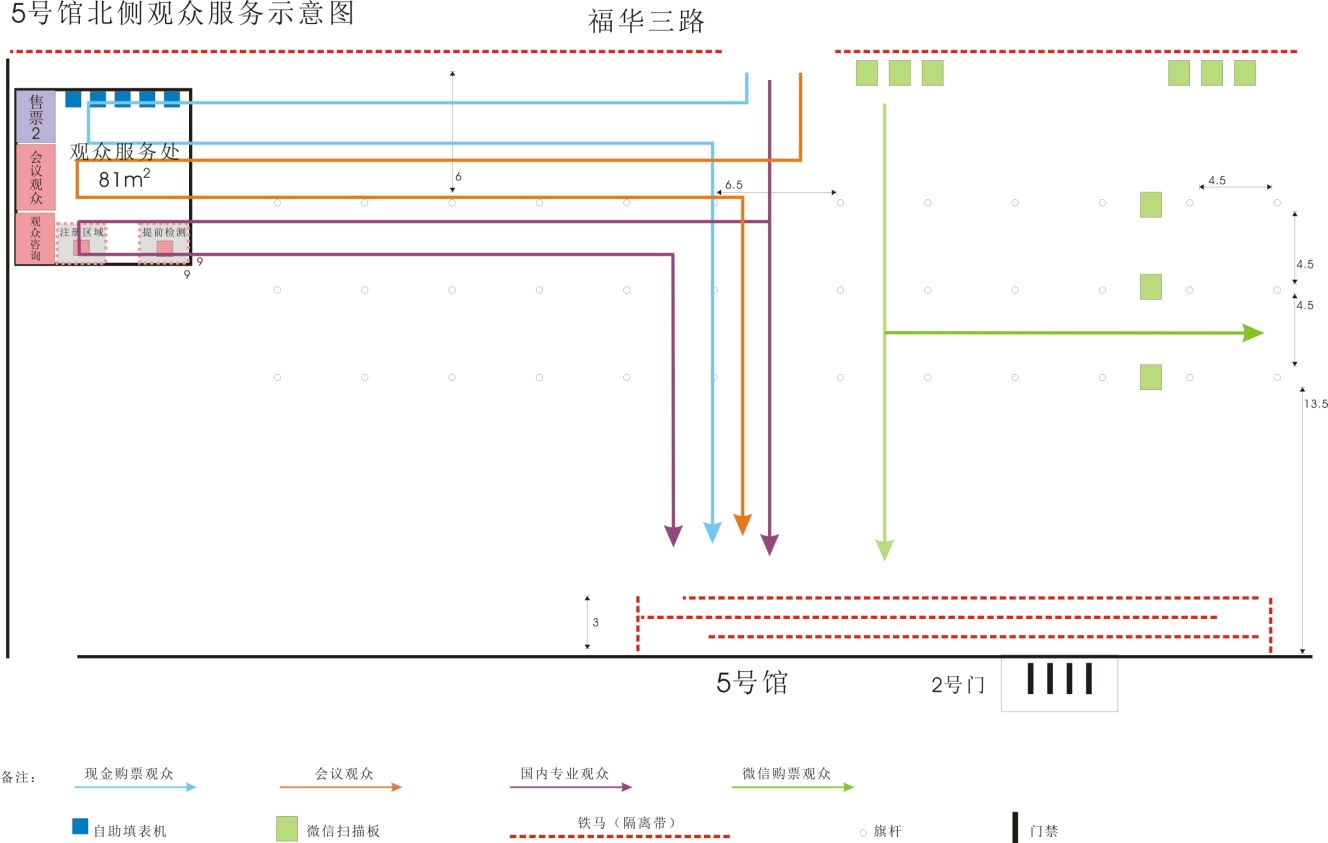 5号馆北侧观众服务示意图
福华三路
售票2
观众服务处
81m²
会议观众
观众咨询
注册区域
提前检测
9
9
6
6.5
4.5
4.5
4.5
13.5
3
5号馆
2号门
备注：
现金购票观众
会议观众
国内专业观众
微信购票观众
自助填表机
微信扫描板
铁马（隔离带）
旗杆
门禁